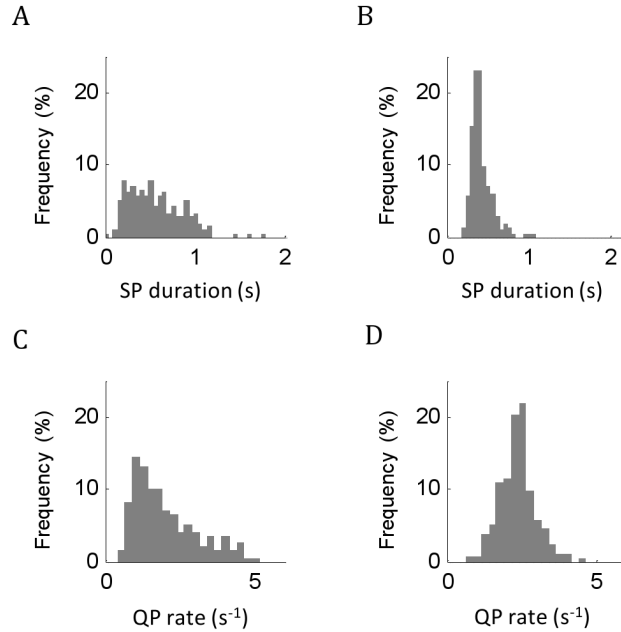 A
B
Frequency (%)
20
10
0
0
1
2
SP duration (s)
Frequency (%)
20
10
0
0
1
2
SP duration (s)
C
D
Frequency (%)
20
10
0
0
5
QP rate (s⁻¹)
Frequency (%)
20
10
0
0
5
QP rate (s⁻¹)